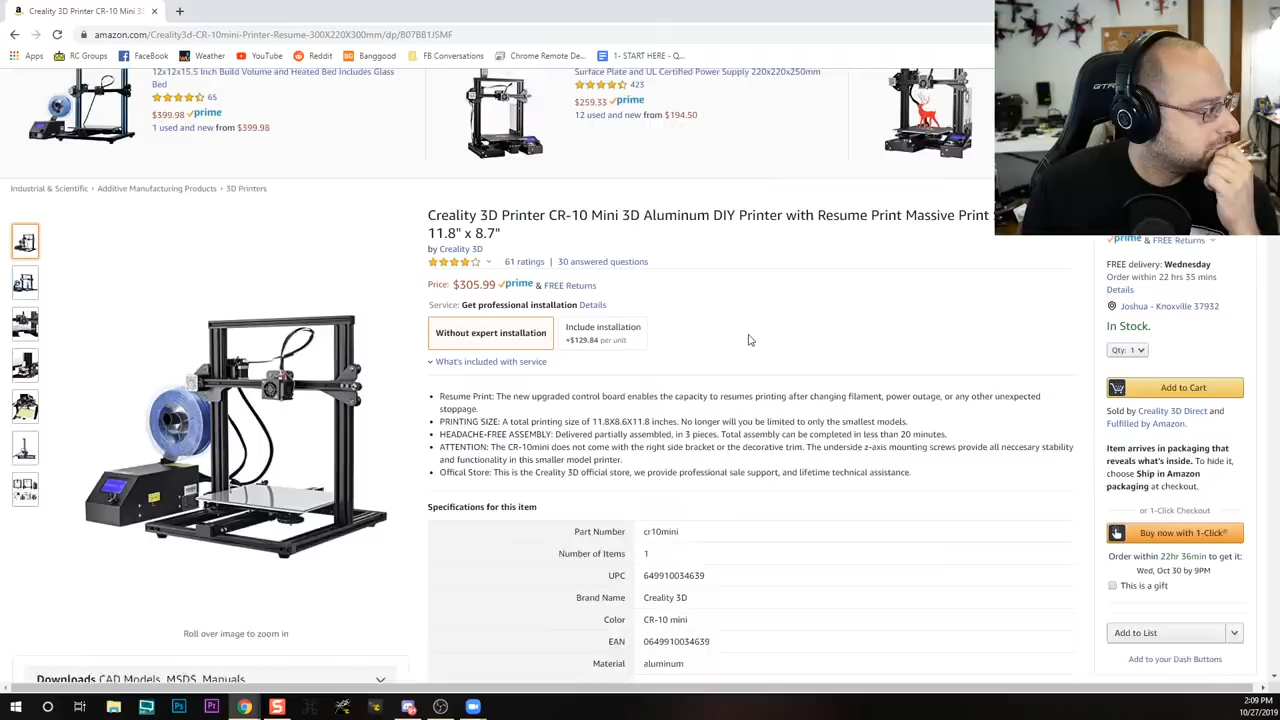 Creality 3D Printer CR-10 Mini 3D
amazon.com/Creality3d-CR-10mini-Printer-Resume-300X220X300mm/dp/B07B81/SMF
Apps RC Groups FaceBook Weather YouTube Reddit Banggood FB Conversations Chrome Remote De... 1- START HERE - Q...
12x12x15.5 Inch Build Volume and Heated Bed Includes Glass
Bed
65
$399.98 prime
1 used and new from $399.98
Surface Plate and UL Certified Power Supply 220x220x250mm
423
$259.33 prime
12 used and new from $194.50
Industrial & Scientific › Additive Manufacturing Products › 3D Printers
Creality 3D Printer CR-10 Mini 3D Aluminum DIY Printer with Resume Print Massive Print
11.8" x 8.7"
by Creality 3D
61 ratings | 30 answered questions
Price: $305.99 prime & FREE Returns
Service: Get professional installation Details
Without expert installation
Include installation
+$129.84 per unit
What's included with service
• Resume Print: The new upgraded control board enables the capacity to resumes printing after changing filament, power outage, or any other unexpected
stoppage.
• PRINTING SIZE: A total printing size of 11.8X8.6X11.8 inches. No longer will you be limited to only the smallest models.
• HEADACHE-FREE ASSEMBLY: Delivered partially assembled, in 3 pieces. Total assembly can be completed in less than 20 minutes.
• ATTENTION: The CR-10mini does not come with the right side bracket or the decorative trim. The underside z-axis mounting screws provide all neccesary stability
and functionality in this smaller model printer.
• Offical Store: This is the Creality 3D official store, we provide professional sale support, and lifetime technical assistance.
Specifications for this item
Part Number cr10mini
Number of Items 1
UPC 649910034639
Brand Name Creality 3D
Color CR-10 mini
EAN 0649910034639
Material aluminum
Roll over image to zoom in
Downloads CAD Models, MSDS, Manuals
prime & FREE Returns
FREE delivery: Wednesday
Order within 22 hrs 35 mins
Details
Joshua - Knoxville 37932
In Stock.
Qty: 1
Add to Cart
Sold by Creality 3D Direct and
Fulfilled by Amazon.
Item arrives in packaging that
reveals what's inside. To hide it,
choose Ship in Amazon
packaging at checkout.
or 1-Click Checkout
Buy now with 1-Click®
Order within 22hr 36min to get it:
Wed, Oct 30 by 9PM
This is a gift
Add to List
Add to your Dash Buttons
2:09 PM
10/27/2019